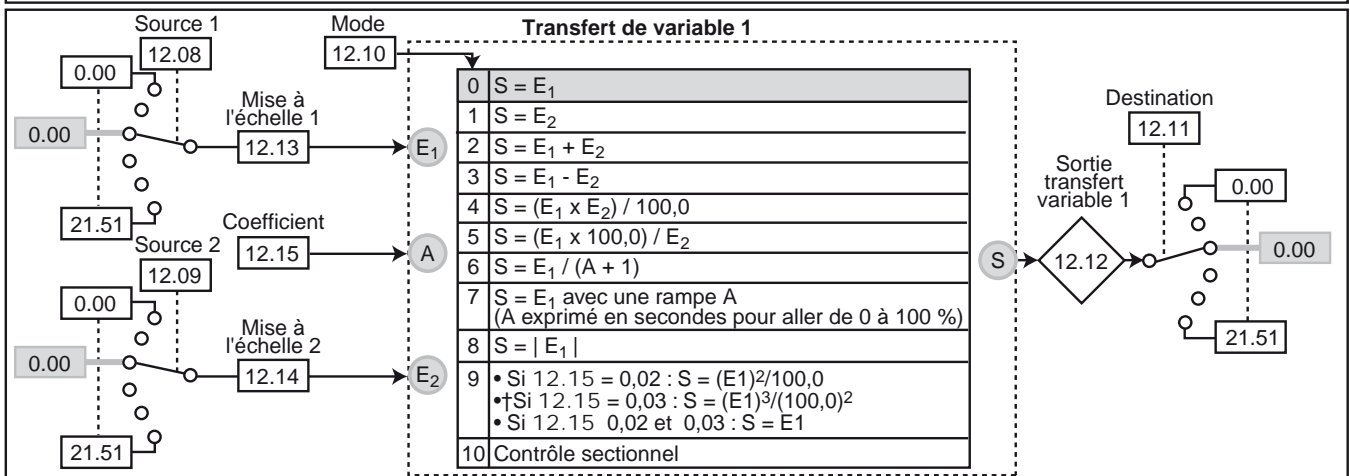 Transfert de variable 1
Source 1
12.08
Mode
12.10
0.00
0.00
21.51
Mise à
l'échelle 1
12.13
E1
Coefficient
12.15
A
Source 2
12.09
0.00
0.00
21.51
Mise à
l'échelle 2
12.14
E2
0 S = E1
1 S = E2
2 S = E1 + E2
3 S = E1 - E2
4 S = (E1 x E2) / 100,0
5 S = (E1 x 100,0) / E2
6 S = E1 / (A + 1)
7 S = E1 avec une rampe A
(A exprimé en secondes pour aller de 0 à 100 %)
8 S = | E1 |
9 • Si 12.15 = 0,02 : S = (E1)2/100,0
•†Si 12.15 = 0,03 : S = (E1)3/(100,0)2
• Si 12.15 0,02 et 0,03 : S = E1
10 Contrôle sectionnel
S
Sortie
transfert
variable 1
12.12
Destination
12.11
0.00
0.00
21.51